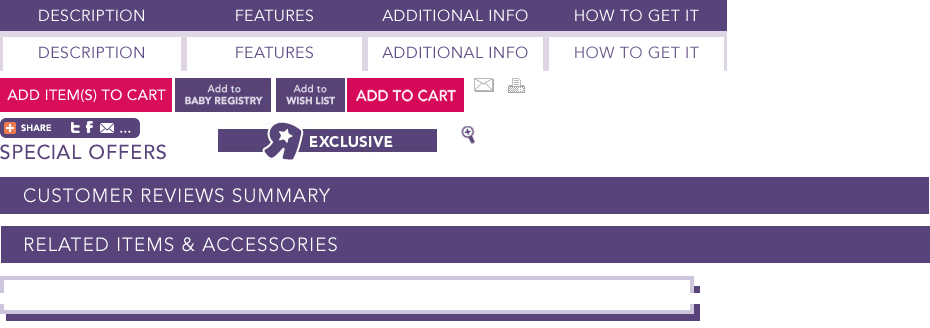 DESCRIPTION FEATURES ADDITIONAL INFO HOW TO GET IT
DESCRIPTION FEATURES ADDITIONAL INFO HOW TO GET IT
ADD ITEM(S) TO CART
Add to
BABY REGISTRY
Add to
WISH LIST
ADD TO CART
SHARE ...
EXCLUSIVE
SPECIAL OFFERS
CUSTOMER REVIEWS SUMMARY
RELATED ITEMS & ACCESSORIES